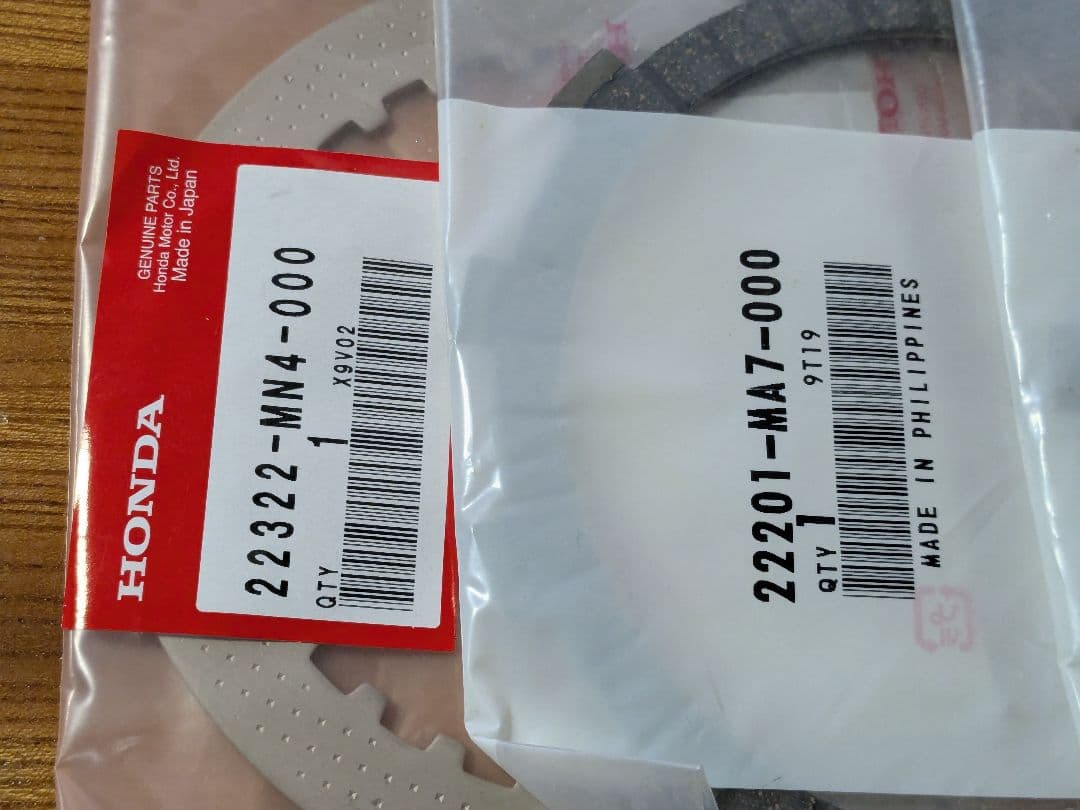 GENUINE PARTS
Honda Motor Co., Ltd.
Made in Japan
HONDA
22322-MN4-000
QTY 1 X9V02
22201-MA7-000
QTY 1 9T19
MADE IN PHILIPPINES
HONDA